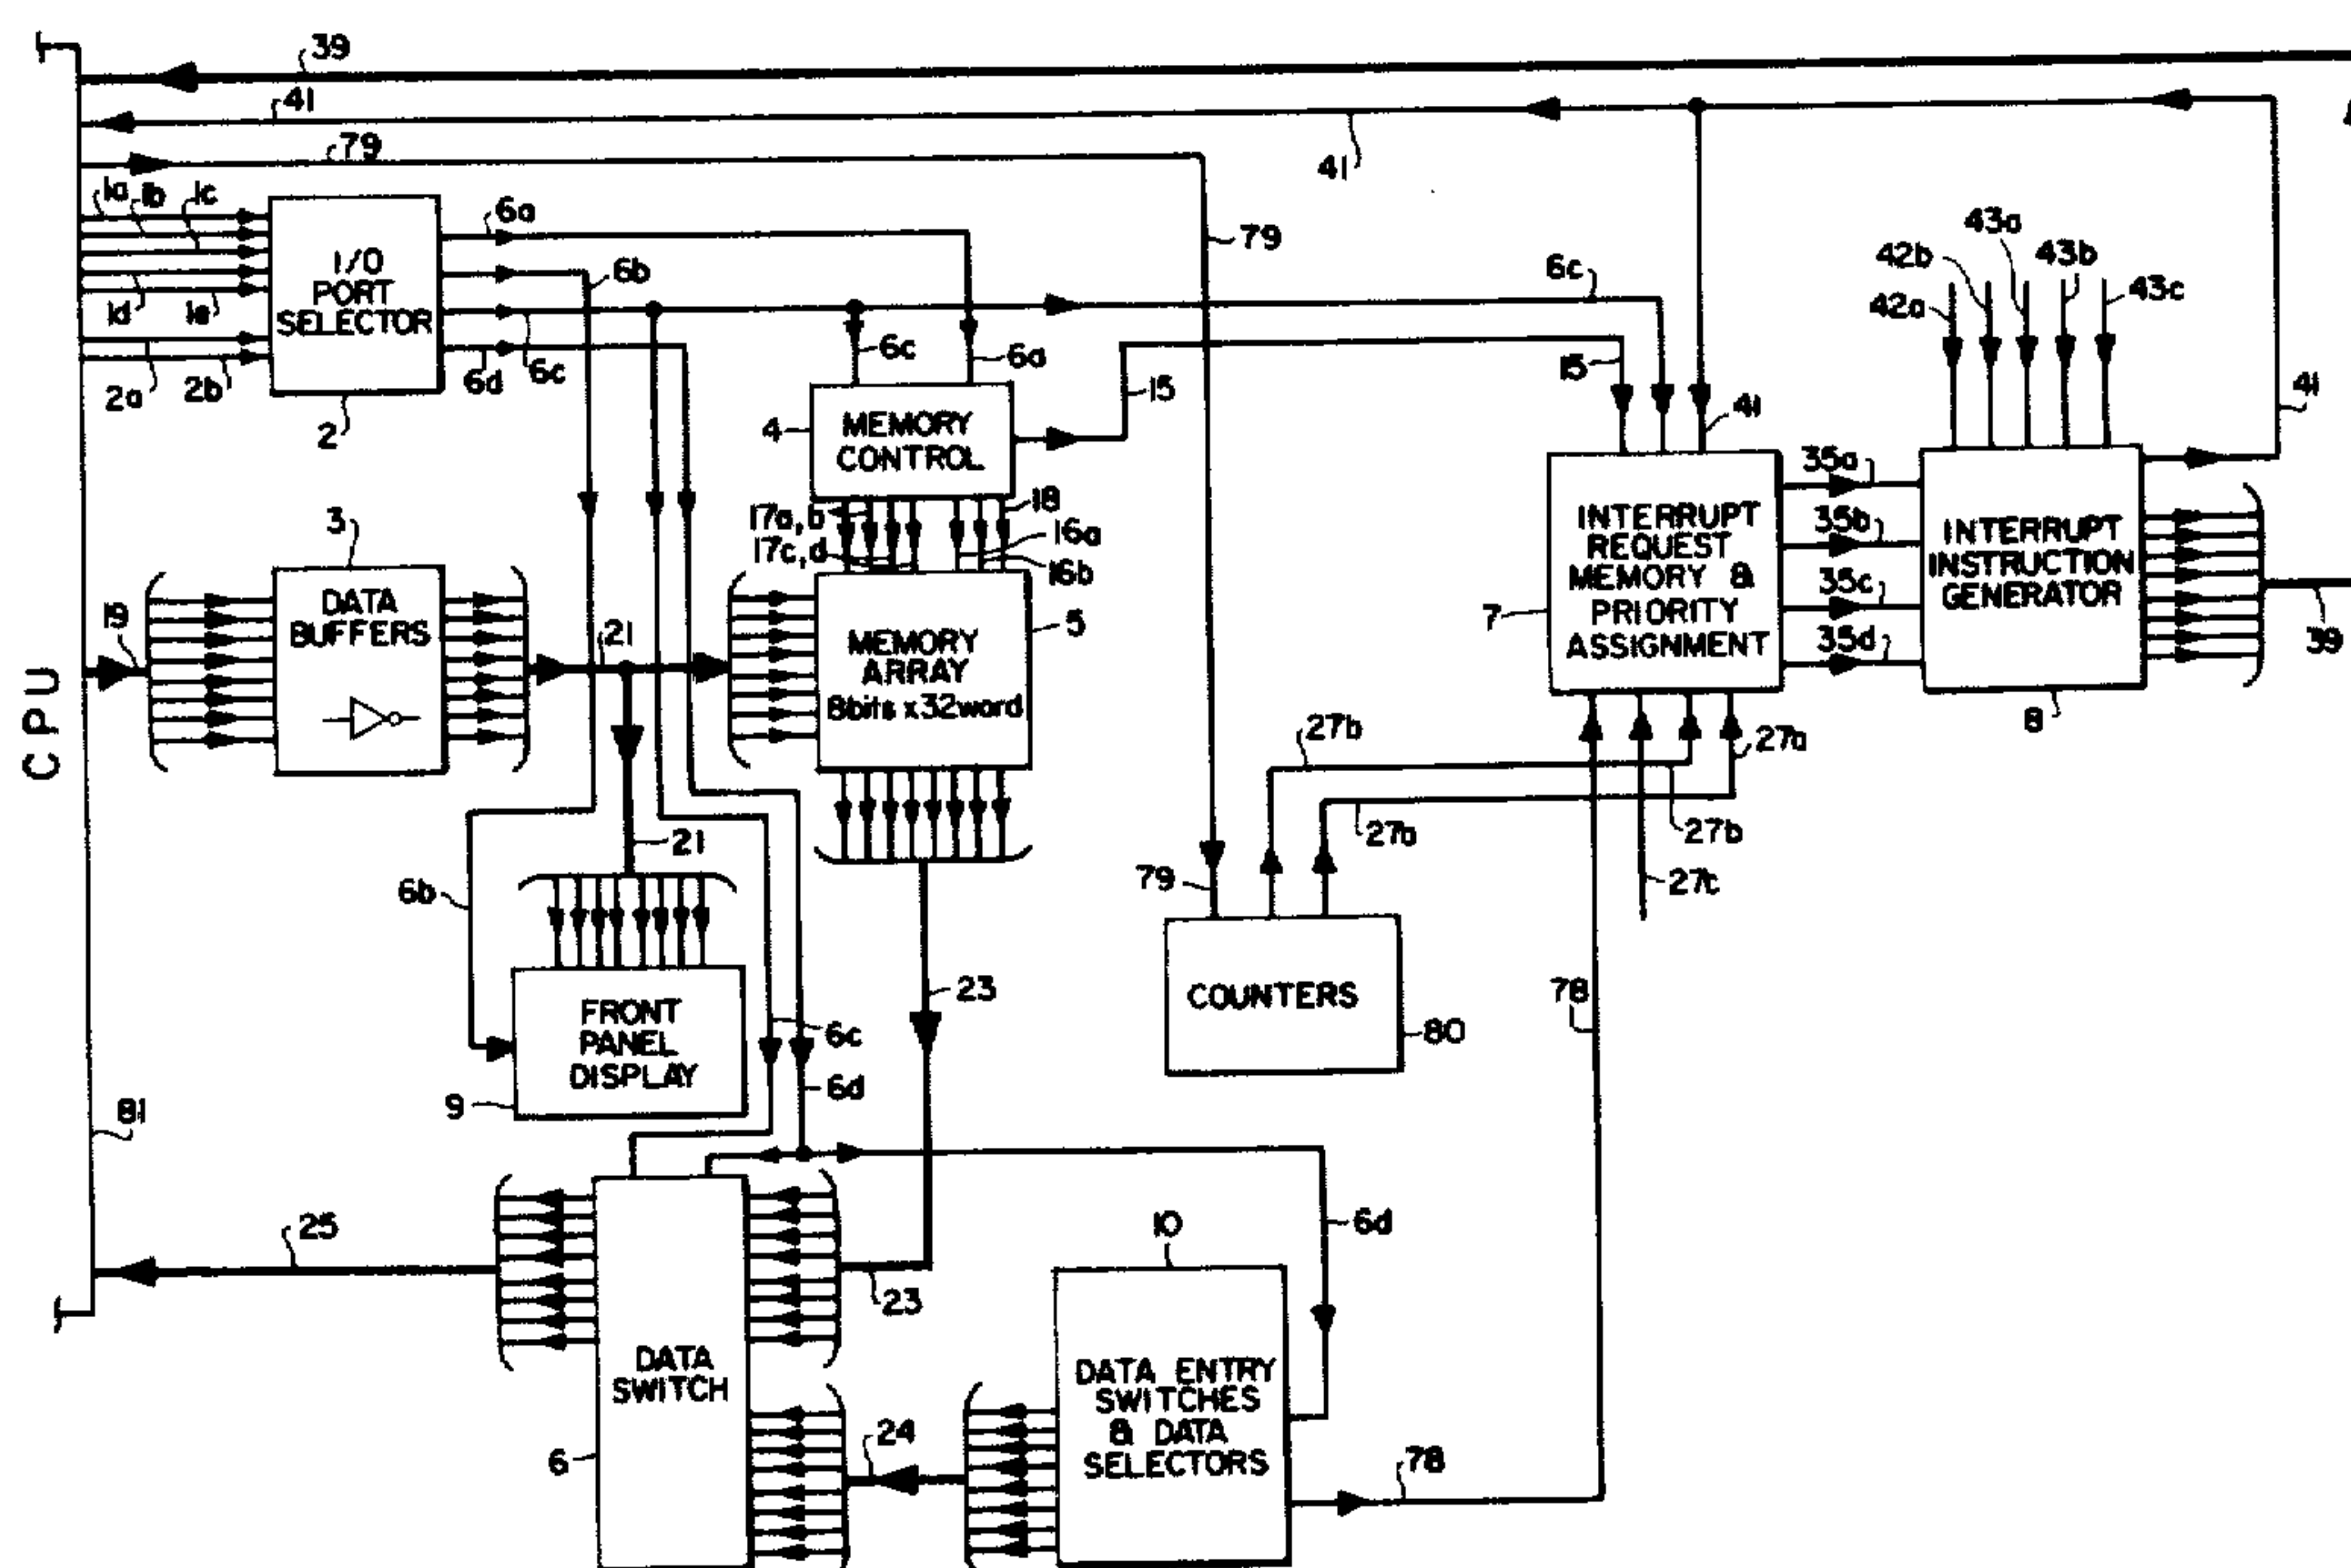 39
41
79
41
1a
1b
1c
6a
79
6b
6c
43a
42b
43b
42a
43c
I/O
PORT
SELECTOR
1d
1e
2a
2b
6d
6c
6c
6a
15
15
41
41
2
4
MEMORY
CONTROL
17a,b
17c,d
18
16a
16b
35a
35b
35c
35d
3
19
DATA
BUFFERS
21
MEMORY
ARRAY
8bits x32word
5
7
INTERRUPT
REQUEST
MEMORY &
PRIORITY
ASSIGNMENT
INTERRUPT
INSTRUCTION
GENERATOR
39
8
CPU
27b
27a
27a
27b
27c
21
6b
79
23
FRONT
PANEL
DISPLAY
9
6c
6d
COUNTERS
80
78
81
25
23
10
6d
DATA
SWITCH
6
24
DATA ENTRY
SWITCHES
& DATA
SELECTORS
78